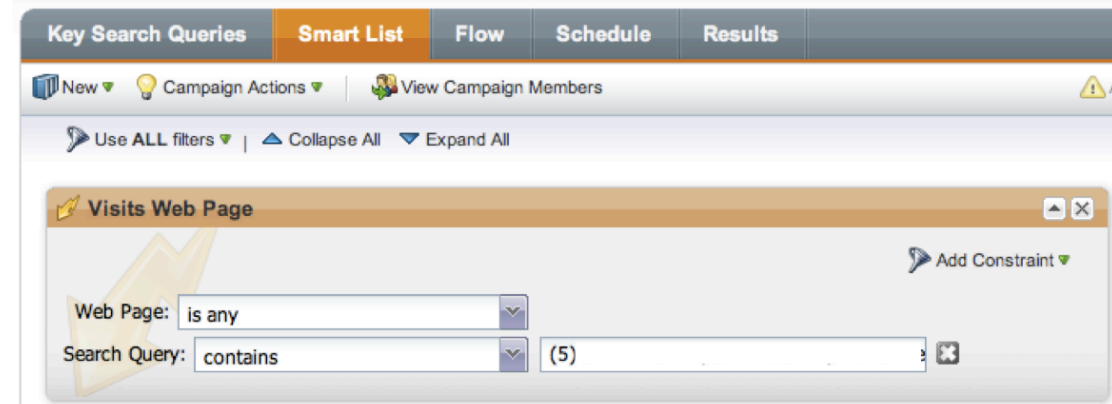 Key Search Queries Smart List Flow Schedule Results
New Campaign Actions View Campaign Members
Use ALL filters | Collapse All Expand All
Visits Web Page
Add Constraint
Web Page: is any
Search Query: contains (5)